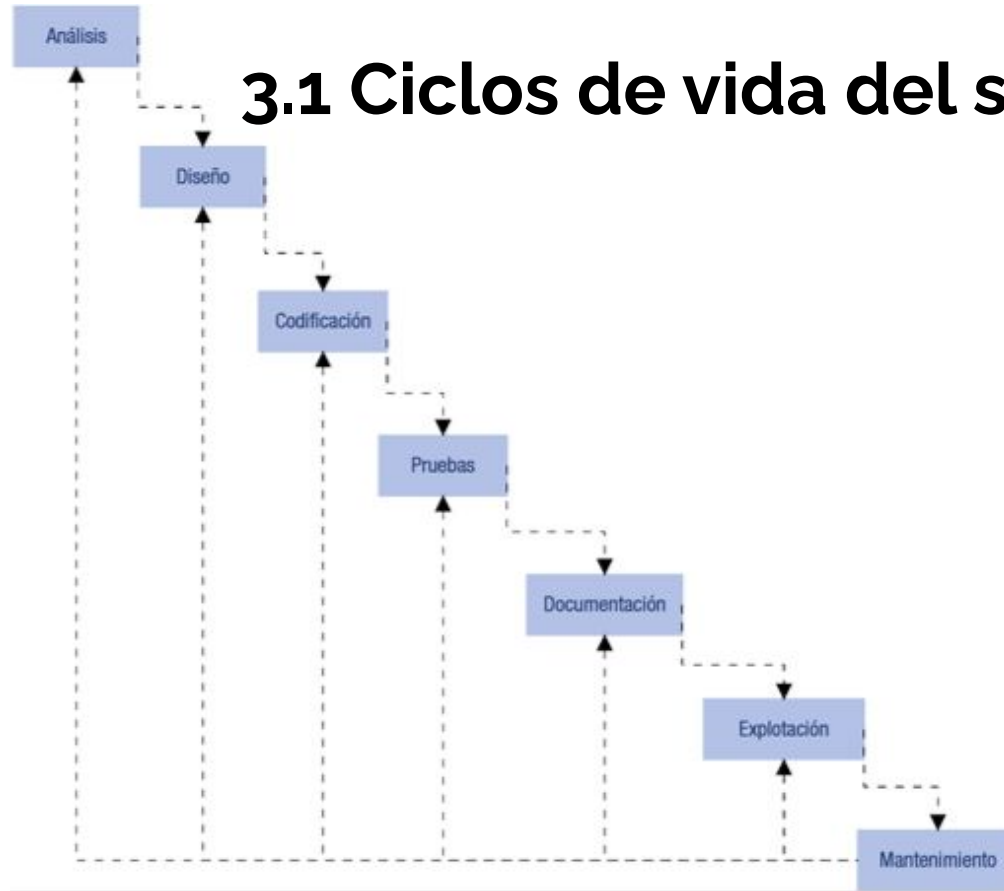 Análisis
3.1 Ciclos de vida del s
Diseño
Codificación
Pruebas
Documentación
Explotación
Mantenimiento